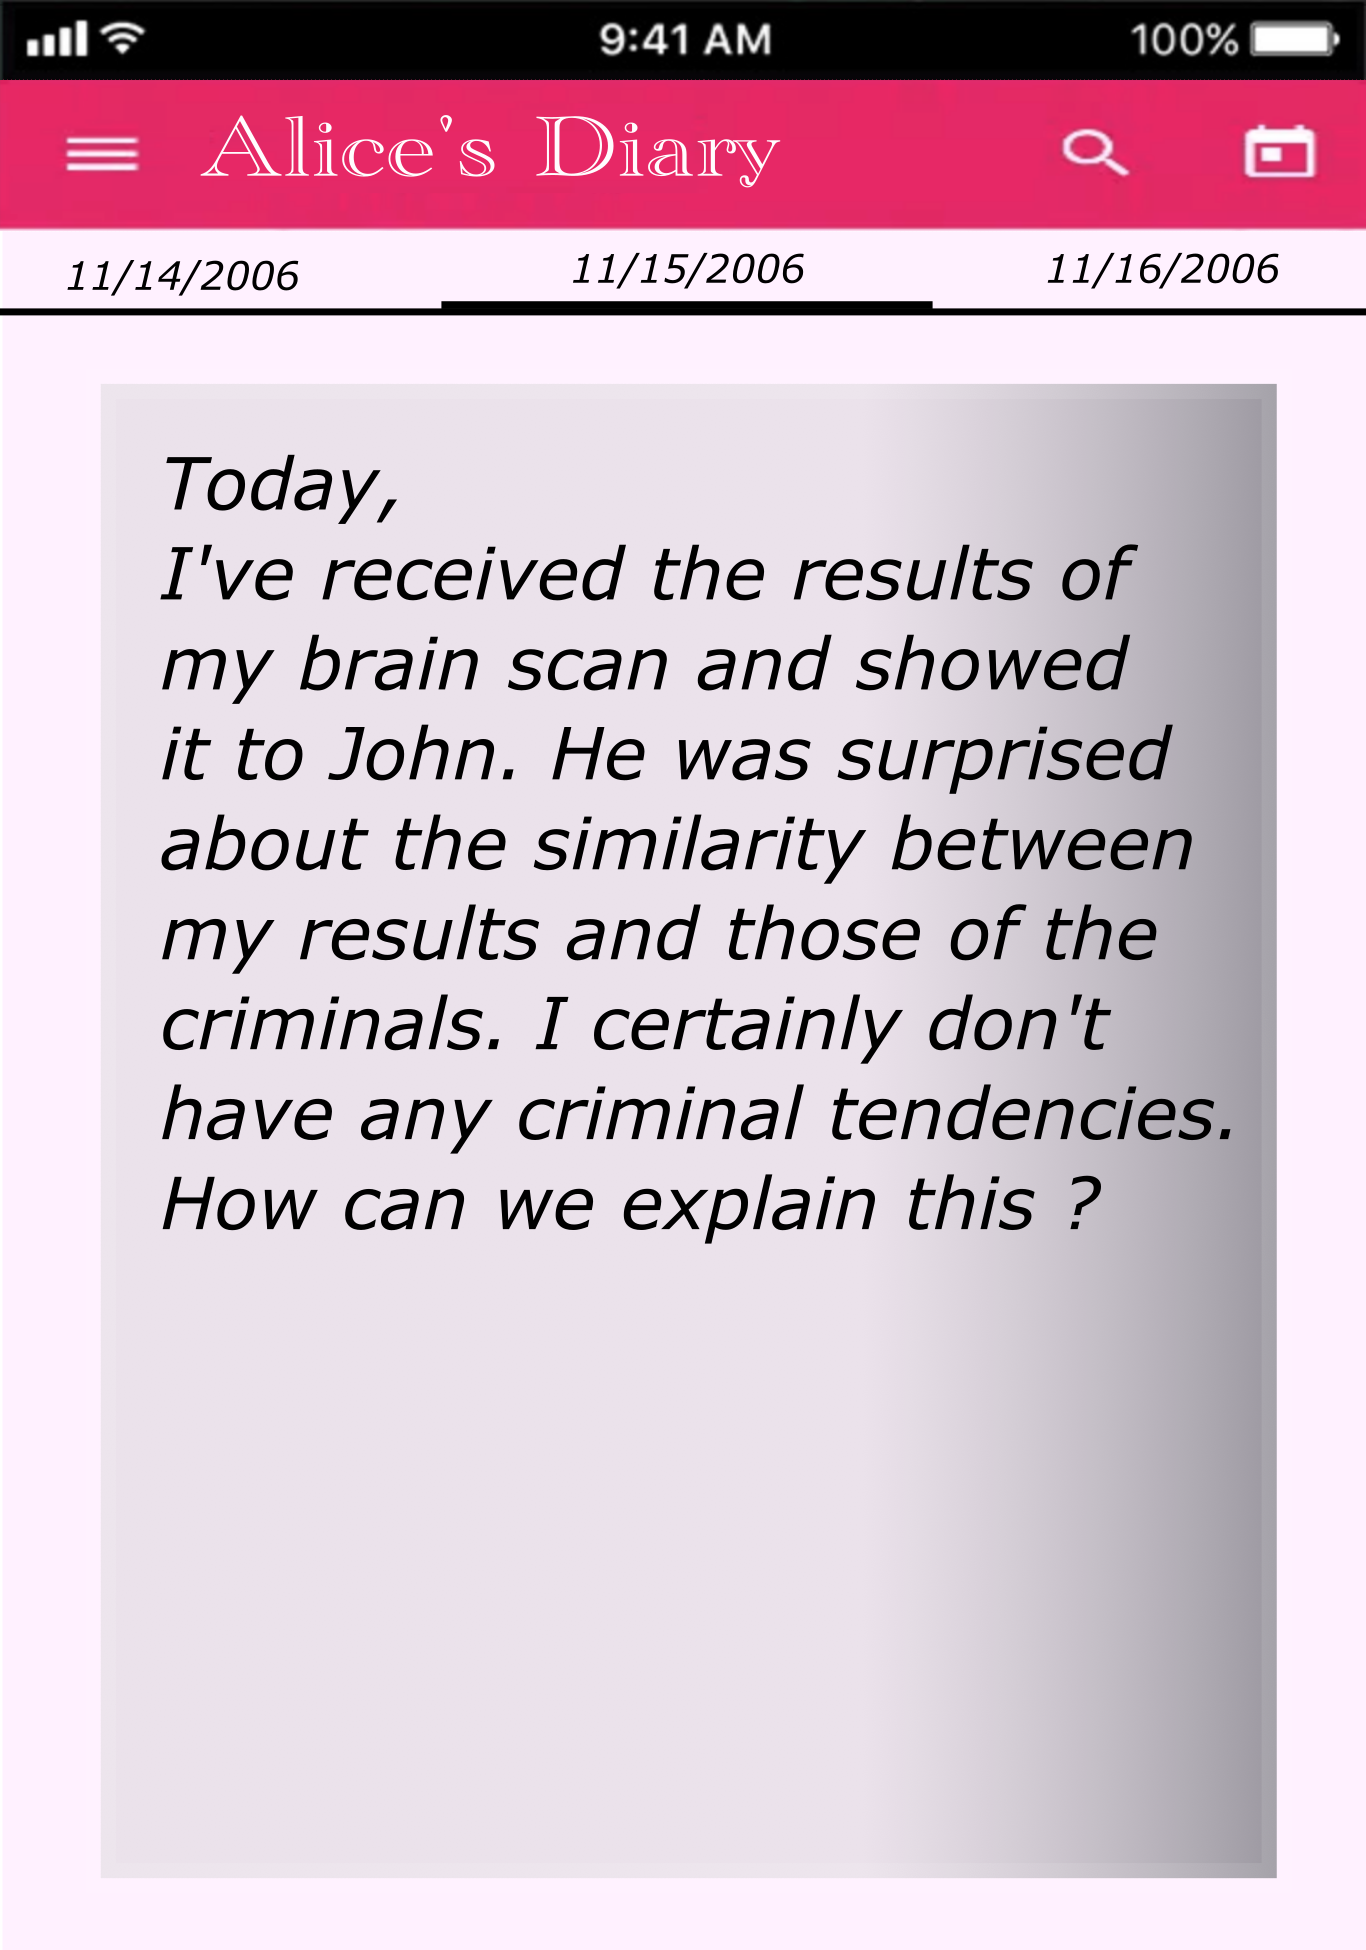 9:41 AM 100%
Alice's Diary
11/14/2006 11/15/2006 11/16/2006
Today,
I've received the results of
my brain scan and showed
it to John. He was surprised
about the similarity between
my results and those of the
criminals. I certainly don't
have any criminal tendencies.
How can we explain this ?